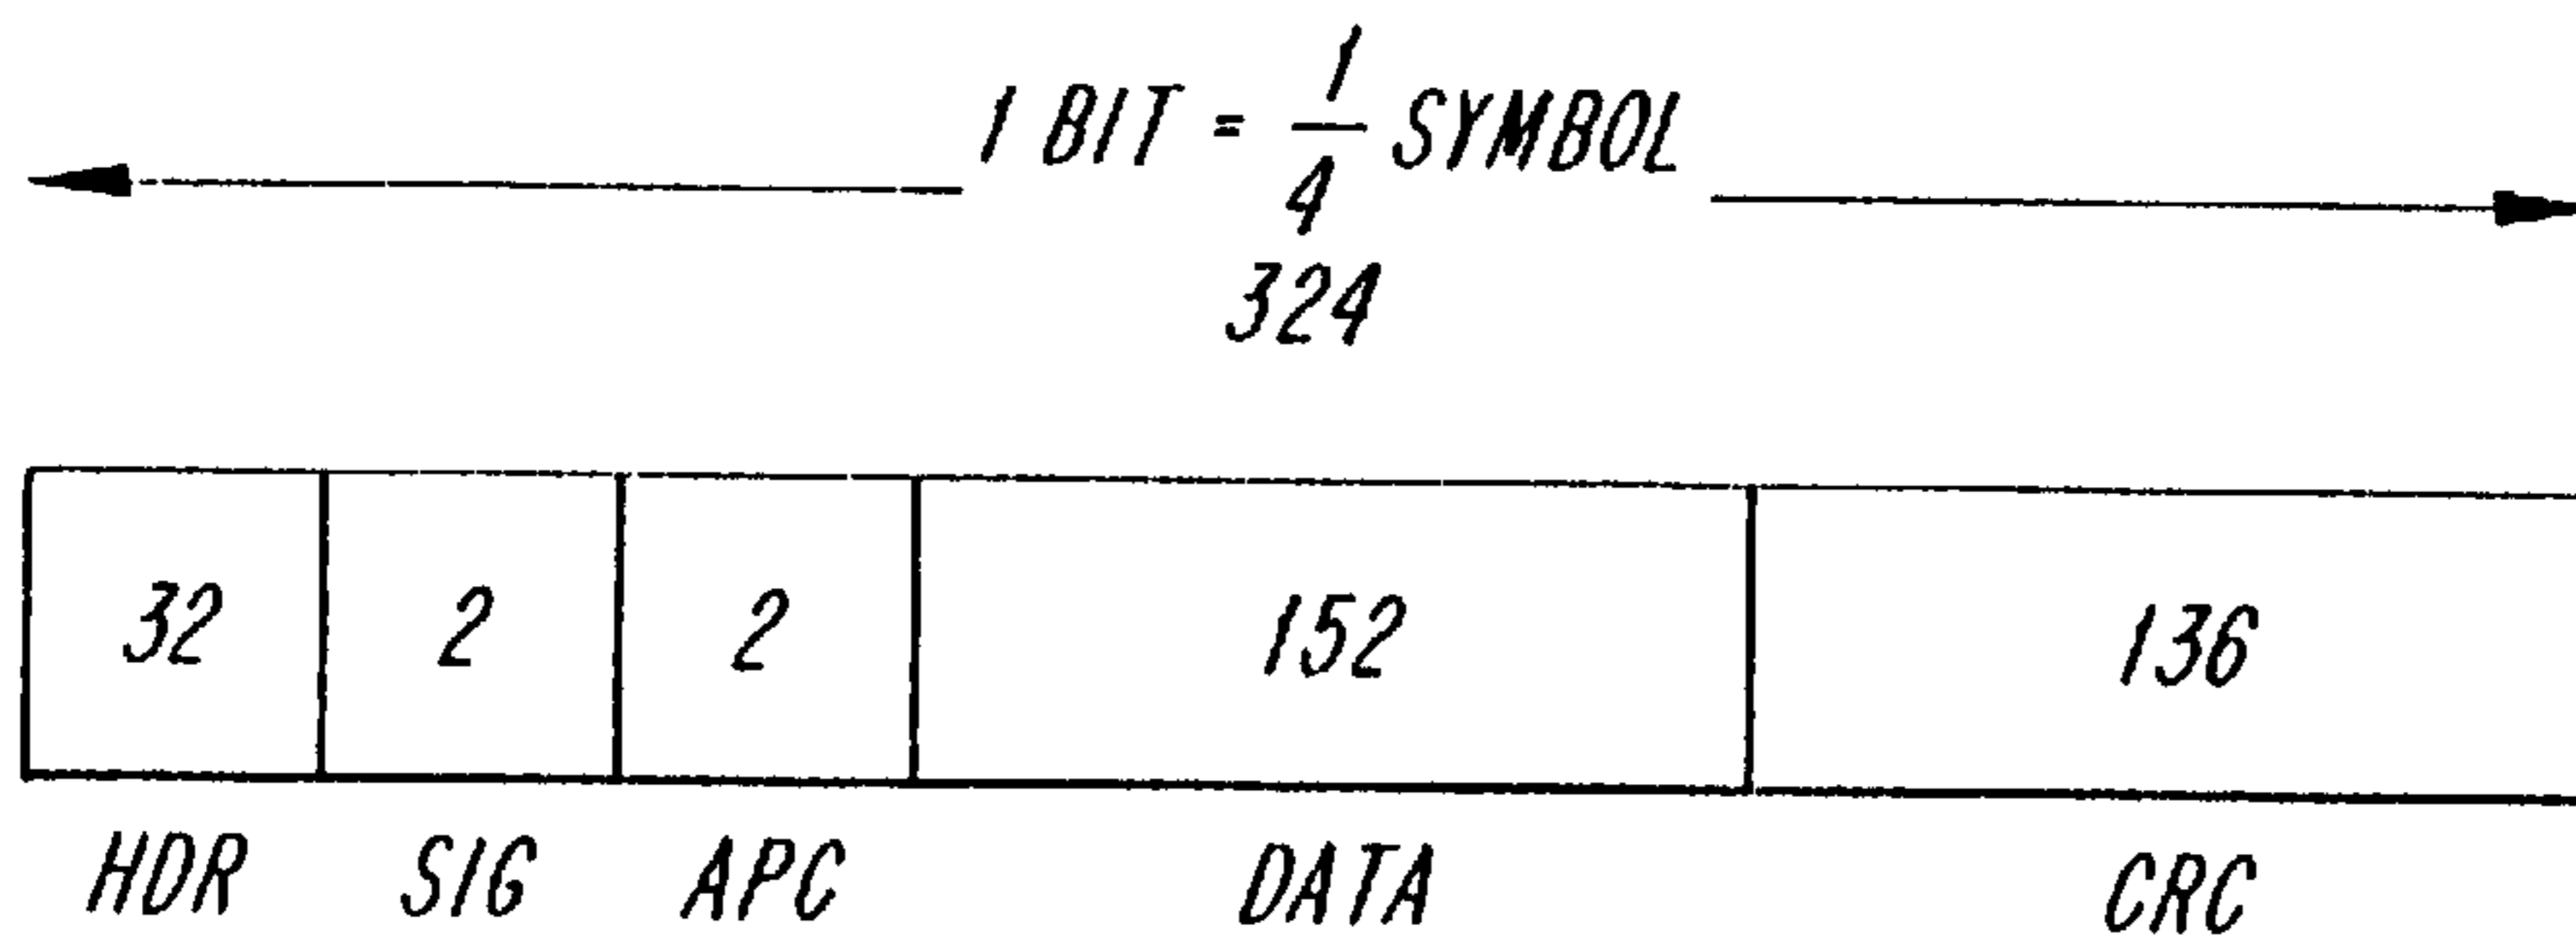 1 BIT = 1/4 SYMBOL
324
32 2 2 152 136
HDR SIG APC DATA CRC